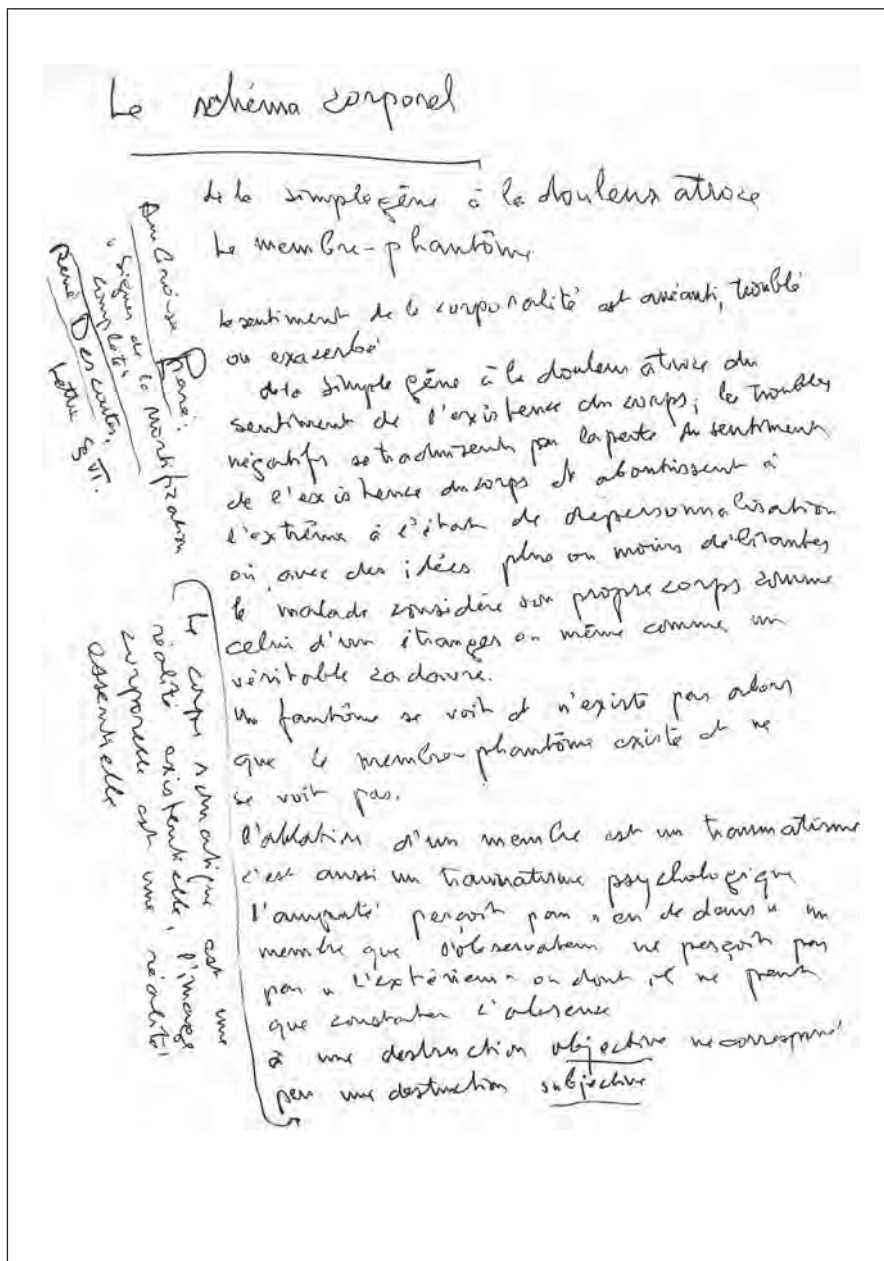 Le schéma corporel
de la simple gêne à la douleur atroce
Le membre-phantôme
Le sentiment de la corporalité est anéanti, troublé
ou exacerbé
de la simple gêne à la douleur atroce du
sentiment de l'existence du corps; les troubles
négatifs se traduisent par la perte du sentiment
de l'existence du corps et aboutissent à
l'extrême à l'état de dépersonnalisation
où avec des idées plus ou moins délirantes
le malade considère son propre corps comme
celui d'un étranger ou même comme un
véritable cadavre.
Un fantôme se voit et n'existe pas alors
que le membre-phantôme existe et ne
se voit pas.
L'ablation d'un membre est un traumatisme
c'est aussi un traumatisme psychologique
l'amputé perçoit par "en dedans" un
membre que l'observateur ne perçoit pas
par "l'extérieur" ou dont il ne peut
que constater l'absence
à une destruction objective ne correspond
pas une destruction subjective
Ambroise Paré:
"signes de la mortification
complète"
René Descartes,
Lettre § VI.
Le corps somatique est une
réalité existentielle, l'image
corporelle est une réalité
essentielle